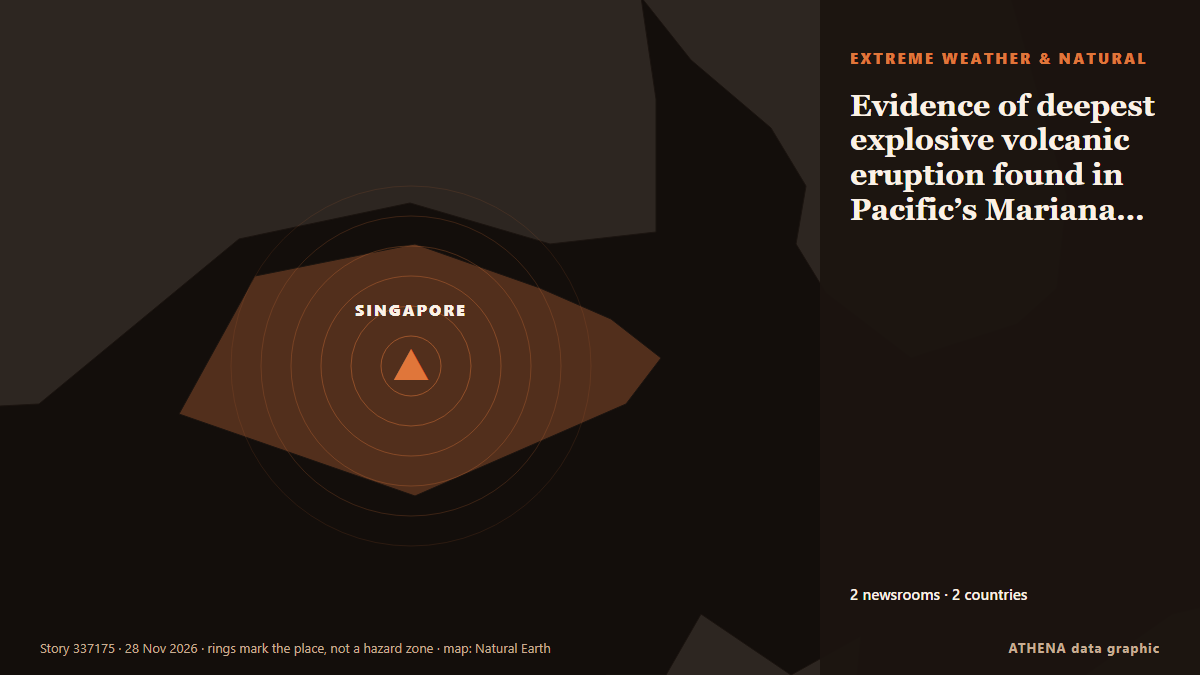 EXTREME WEATHER & NATURAL
Evidence of deepest
explosive volcanic
eruption found in
Pacific’s Mariana...
SINGAPORE
2 newsrooms · 2 countries
Story 337175 · 28 Nov 2026 · rings mark the place, not a hazard zone · map: Natural Earth
ATHENA data graphic